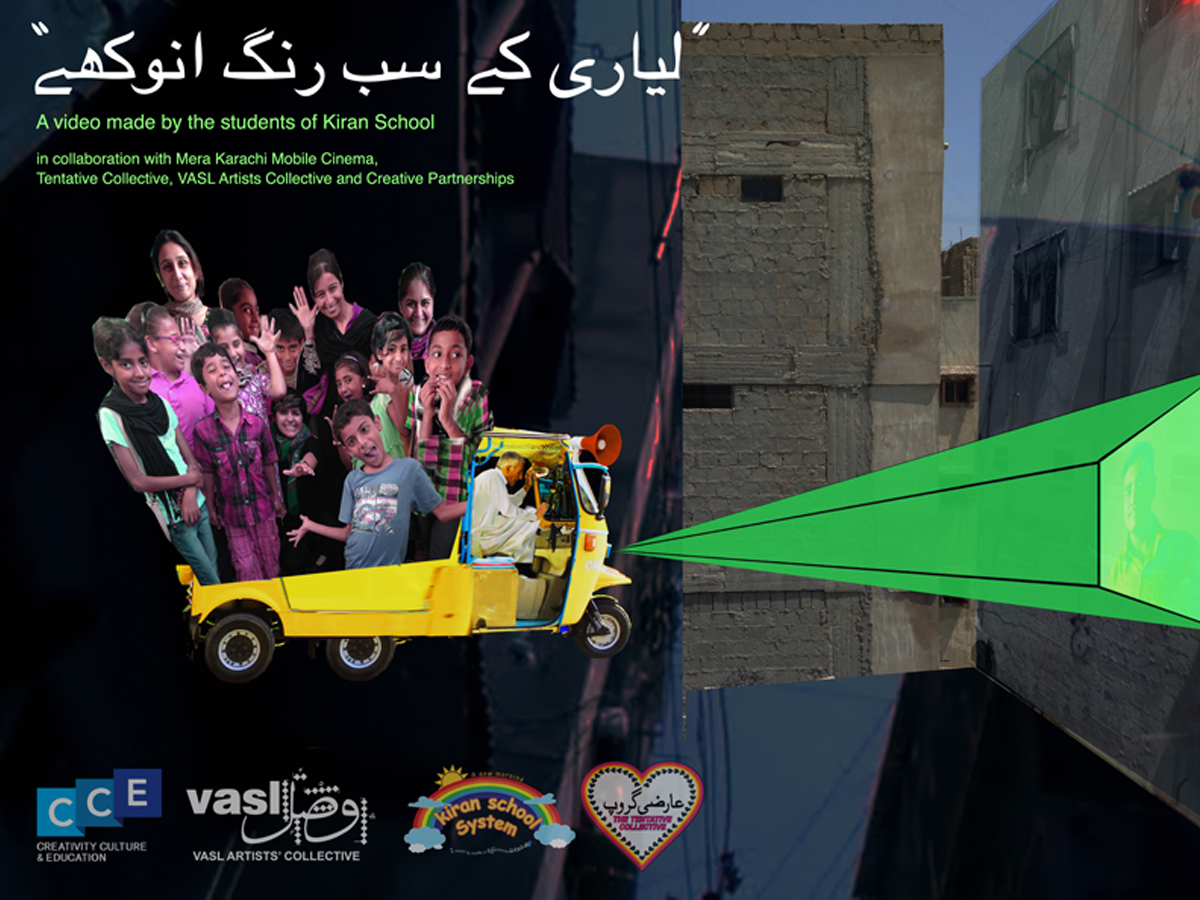 "لیاری کے سب رنگ انوکھے"
A video made by the students of Kiran School
in collaboration with Mera Karachi Mobile Cinema,
Tentative Collective, VASL Artists Collective and Creative Partnerships
CCE
CREATIVITY CULTURE
& EDUCATION
vasl وصل
VASL ARTISTS' COLLECTIVE
a new morning
kiran school
System
عارضی گروپ
THE TENTATIVE
COLLECTIVE